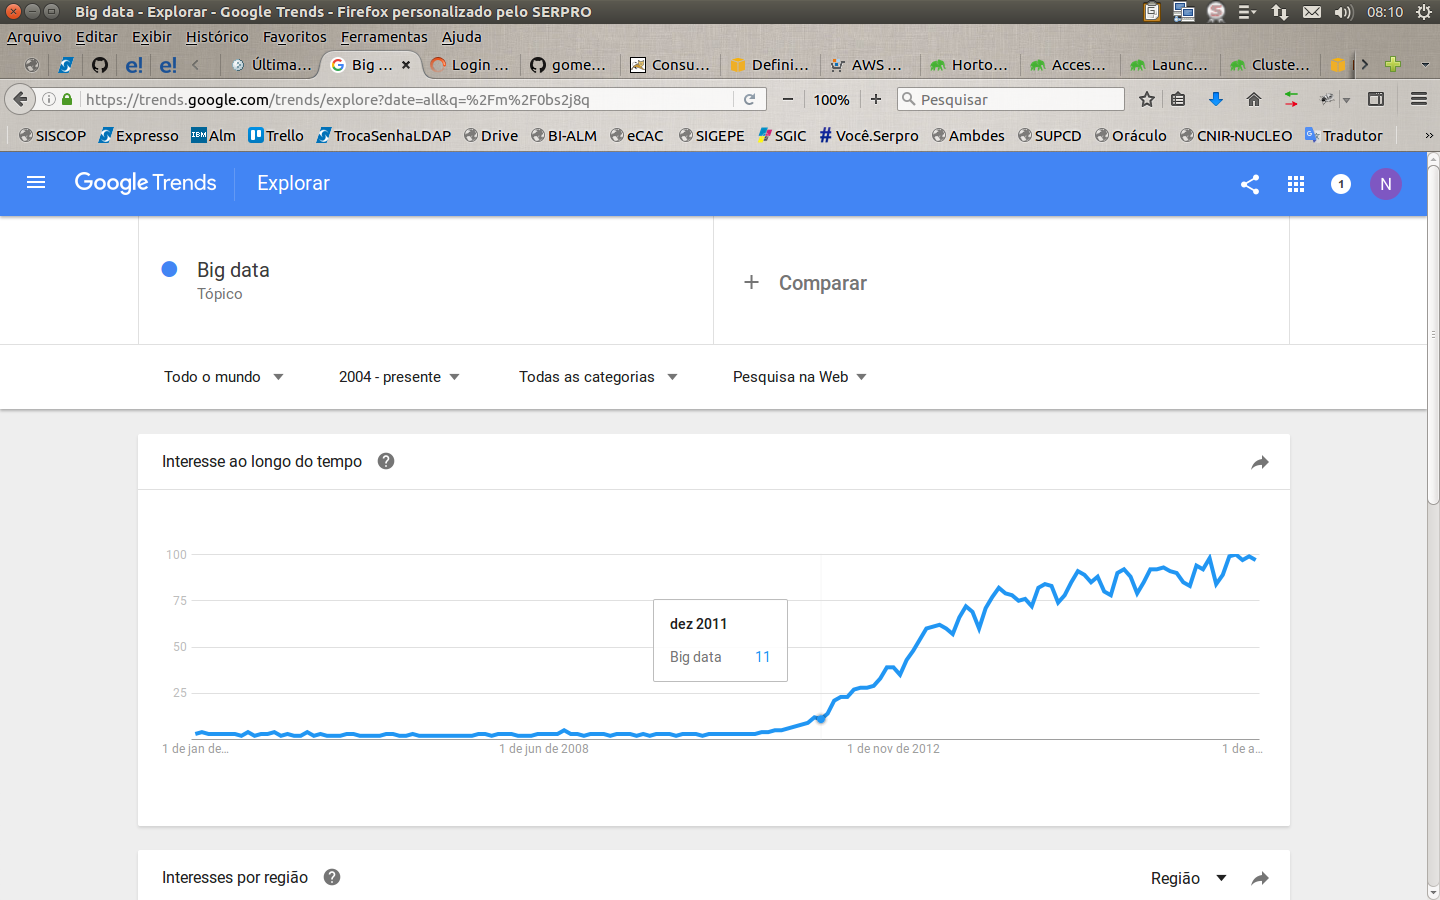 Big data - Explorar - Google Trends - Firefox personalizado pelo SERPRO
08:10
Arquivo Editar Exibir Histórico Favoritos Ferramentas Ajuda
Última... Big ... Login ... gome... Consu... Defini... AWS ... Horto... Acces... Launc... Cluste...
https://trends.google.com/trends/explore?date=all&q=%2Fm%2F0bs2j8q 100% Pesquisar
SISCOP Expresso IBM Alm Trello TrocaSenhaLDAP Drive BI-ALM eCAC SIGEPE SGIC # Você.Serpro Ambdes SUPCD Oráculo CNIR-NUCLEO Tradutor »
Google Trends Explorar 1 N
Big data
Tópico
+ Comparar
Todo o mundo 2004 - presente Todas as categorias Pesquisa na Web
Interesse ao longo do tempo ?
100
75
50
25
dez 2011
Big data 11
1 de jan de... 1 de jun de 2008 1 de nov de 2012 1 de a...
Interesses por região ? Região